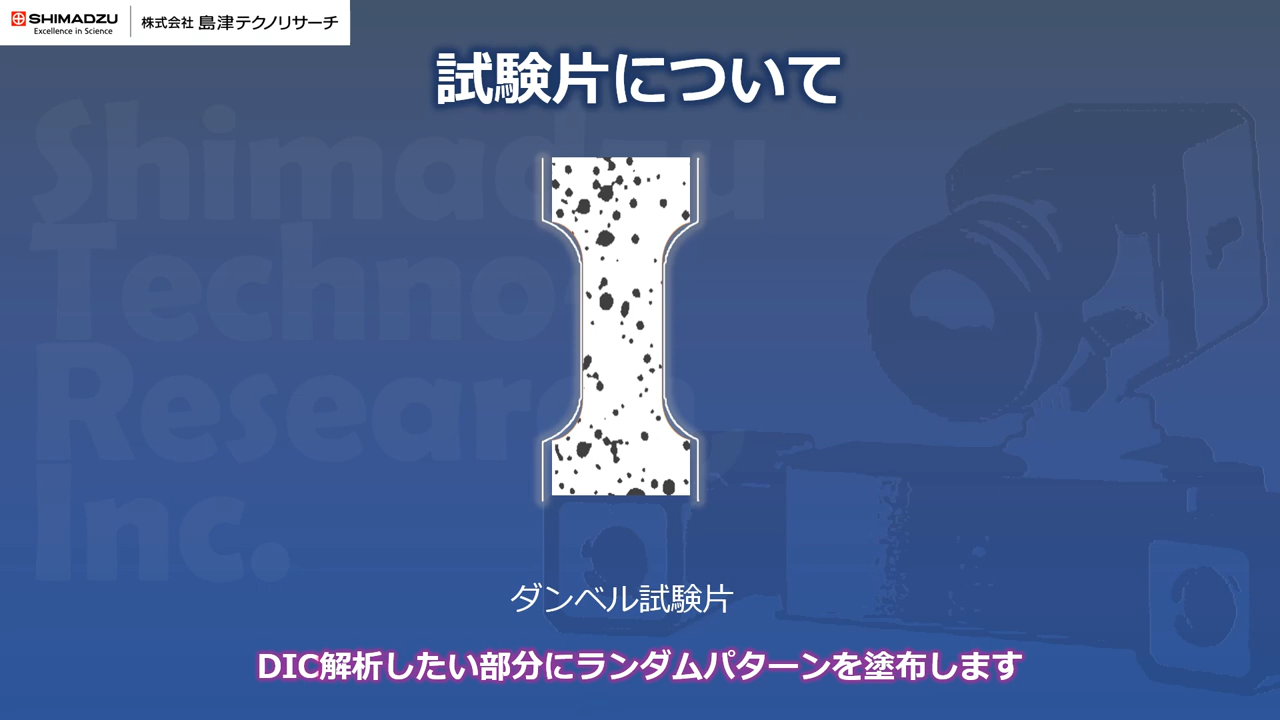 SHIMADZU
Excellence in Science
株式会社 島津テクノリサーチ
試験片について
Shimadzu
Techno-
Research
Inc.
ダンベル試験片
DIC解析したい部分にランダムパターンを塗布します